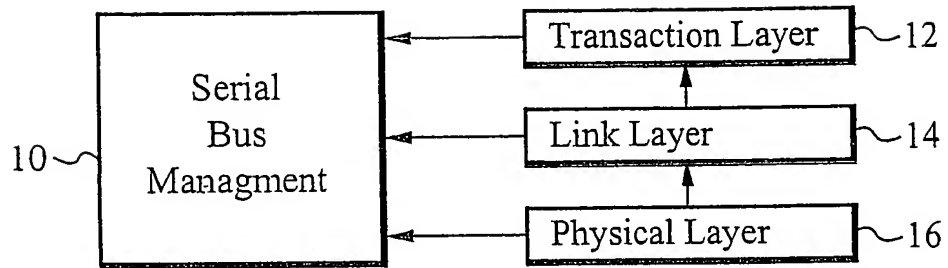 Transaction Layer
12
Serial
Bus
Managment
Link Layer
14
10
Physical Layer
16